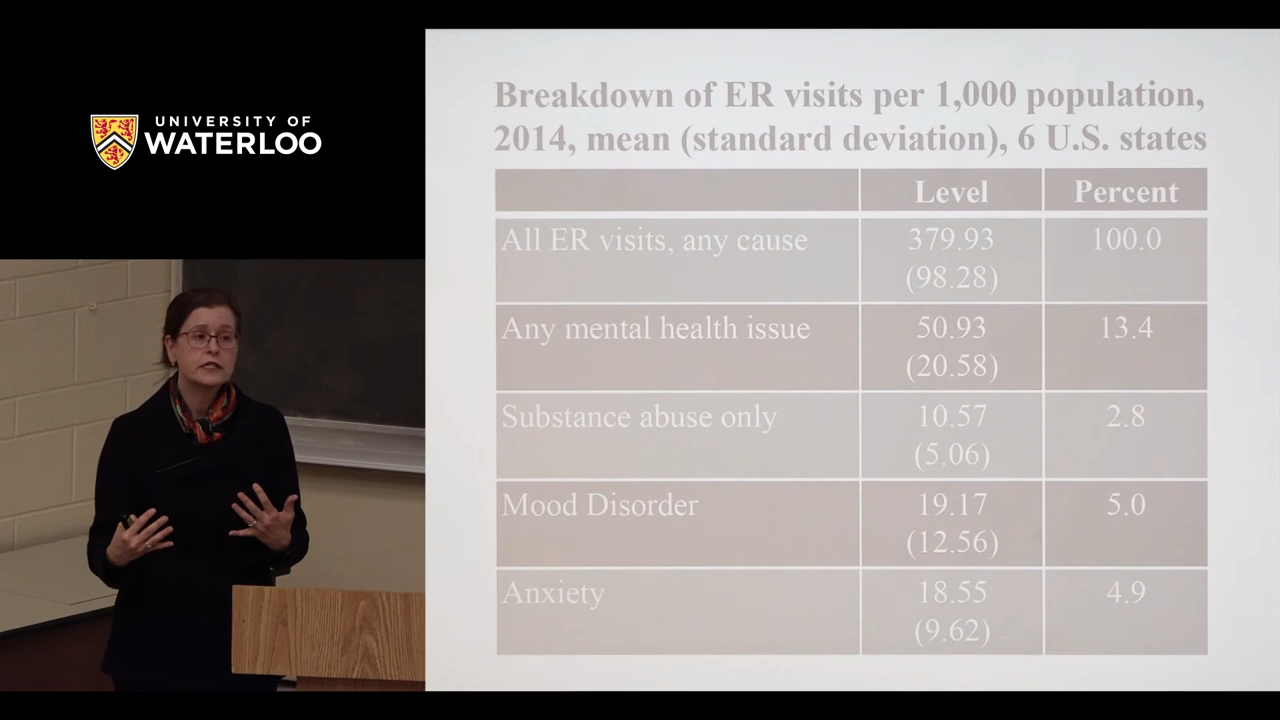 UNIVERSITY OF
WATERLOO
Breakdown of ER visits per 1,000 population,
2014, mean (standard deviation), 6 U.S. states
Level Percent
All ER visits, any cause 379.93 100.0
(98.28)
Any mental health issue 50.93 13.4
(20.58)
Substance abuse only 10.57 2.8
(5.06)
Mood Disorder 19.17 5.0
(12.56)
Anxiety 18.55 4.9
(9.62)